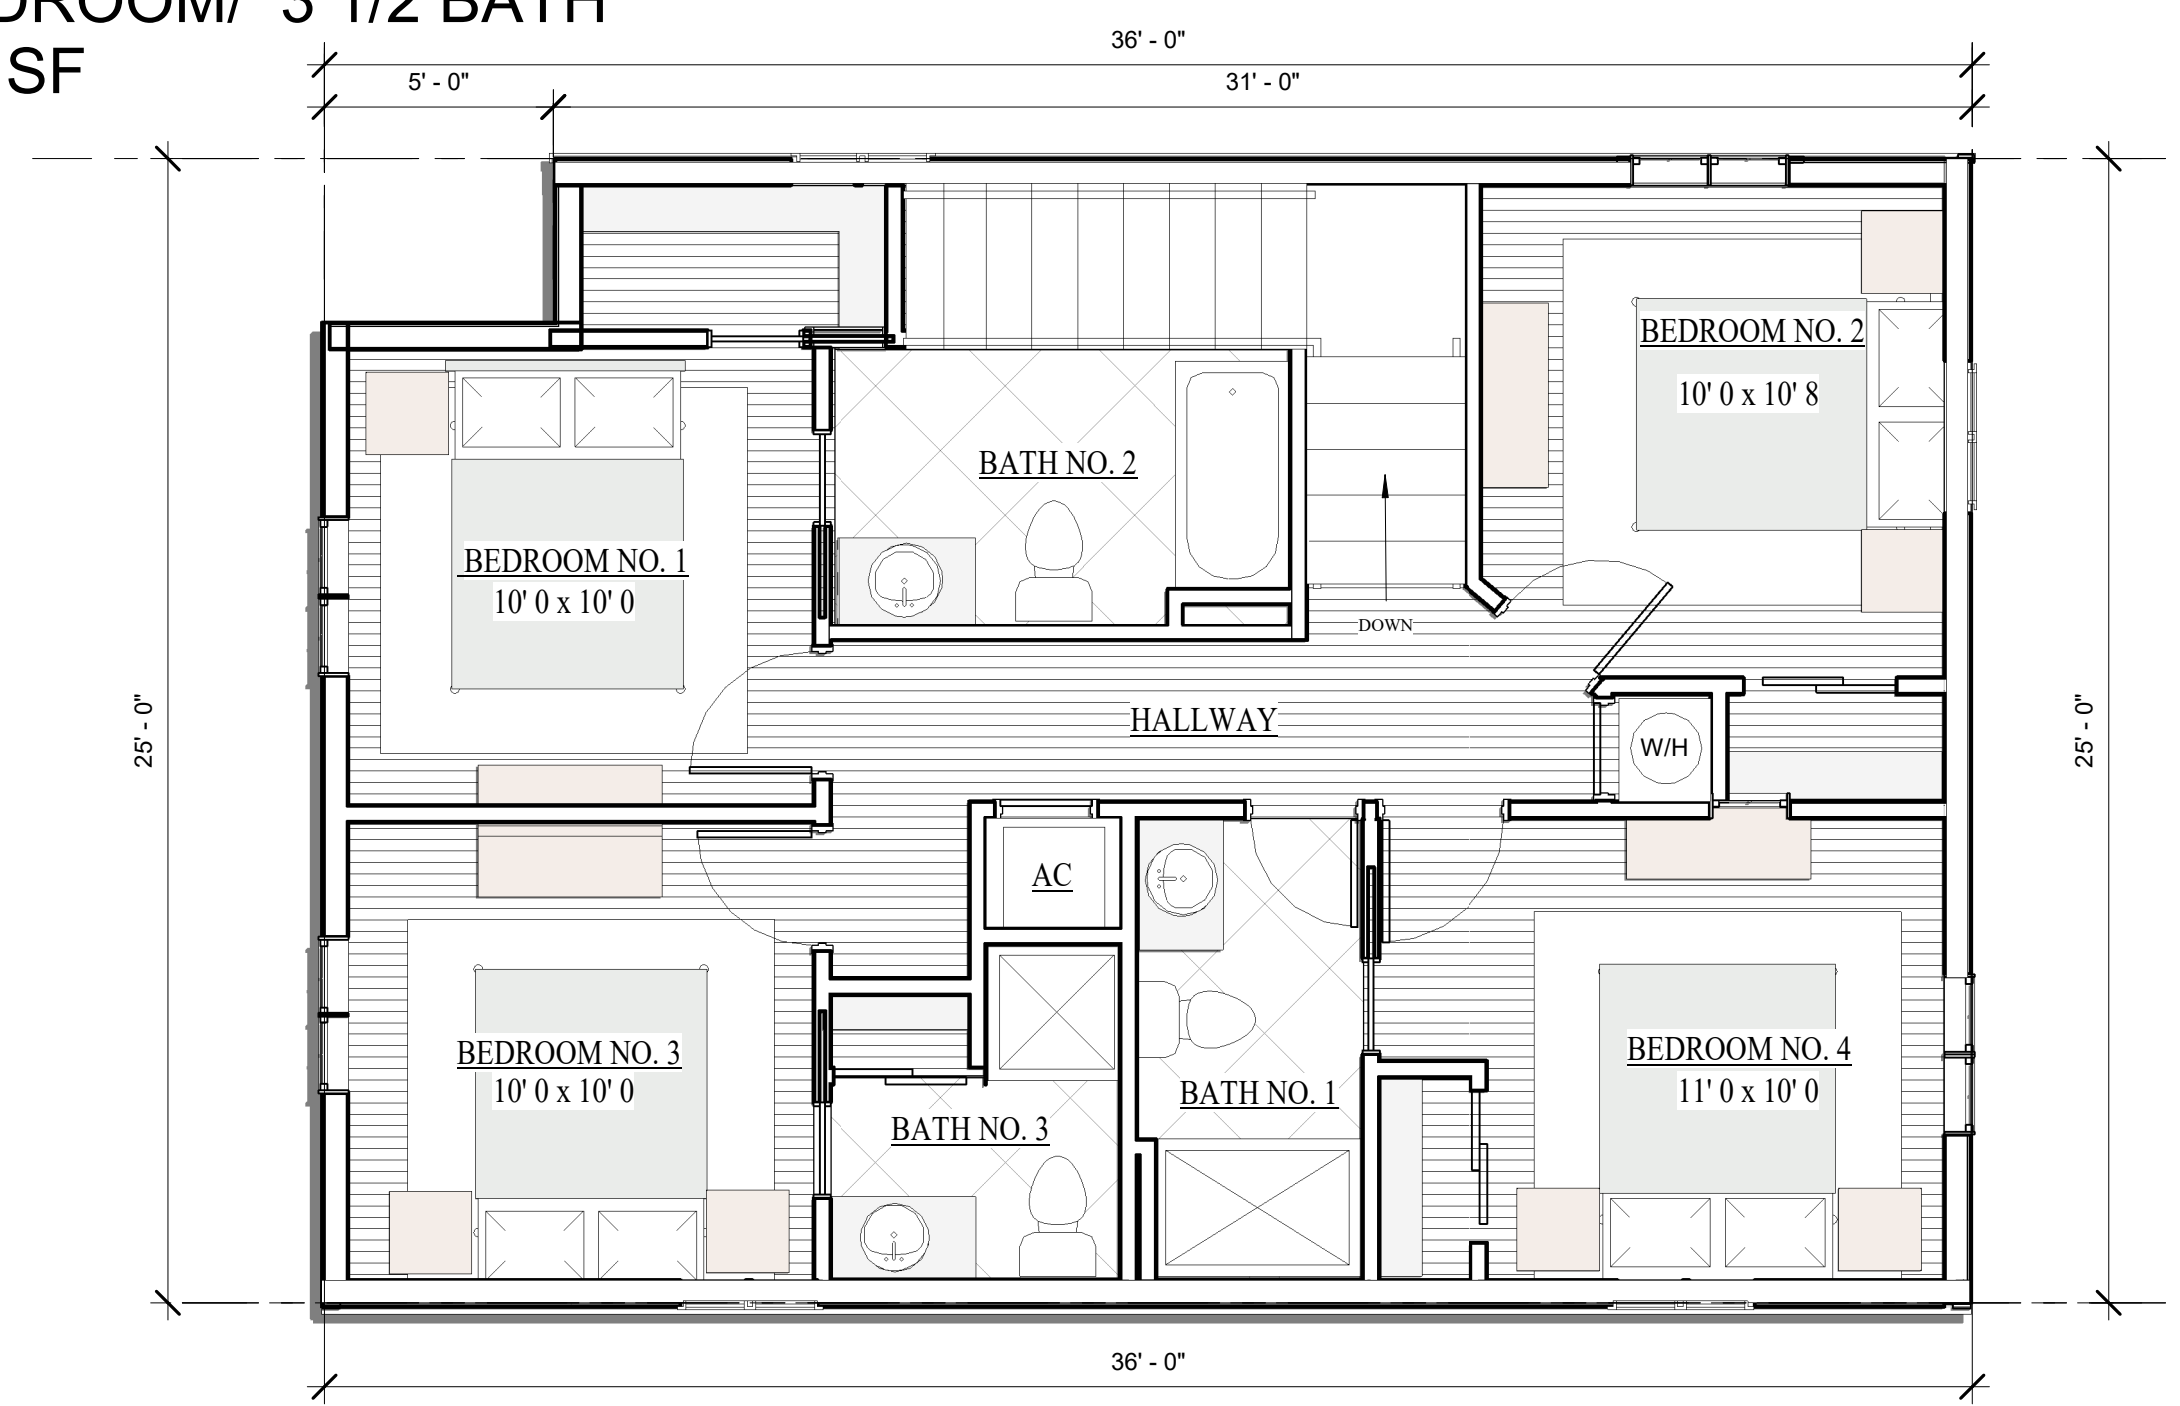 DROOM/ 3 1/2 BATH
SF
36' - 0"
5' - 0"
31' - 0"
BEDROOM NO. 2
10' 0 x 10' 8
BATH NO. 2
BEDROOM NO. 1
10' 0 x 10' 0
DOWN
25' - 0"
HALLWAY
W/H
25' - 0"
AC
BEDROOM NO. 3
10' 0 x 10' 0
BATH NO. 3
BATH NO. 1
BEDROOM NO. 4
11' 0 x 10' 0
36' - 0"